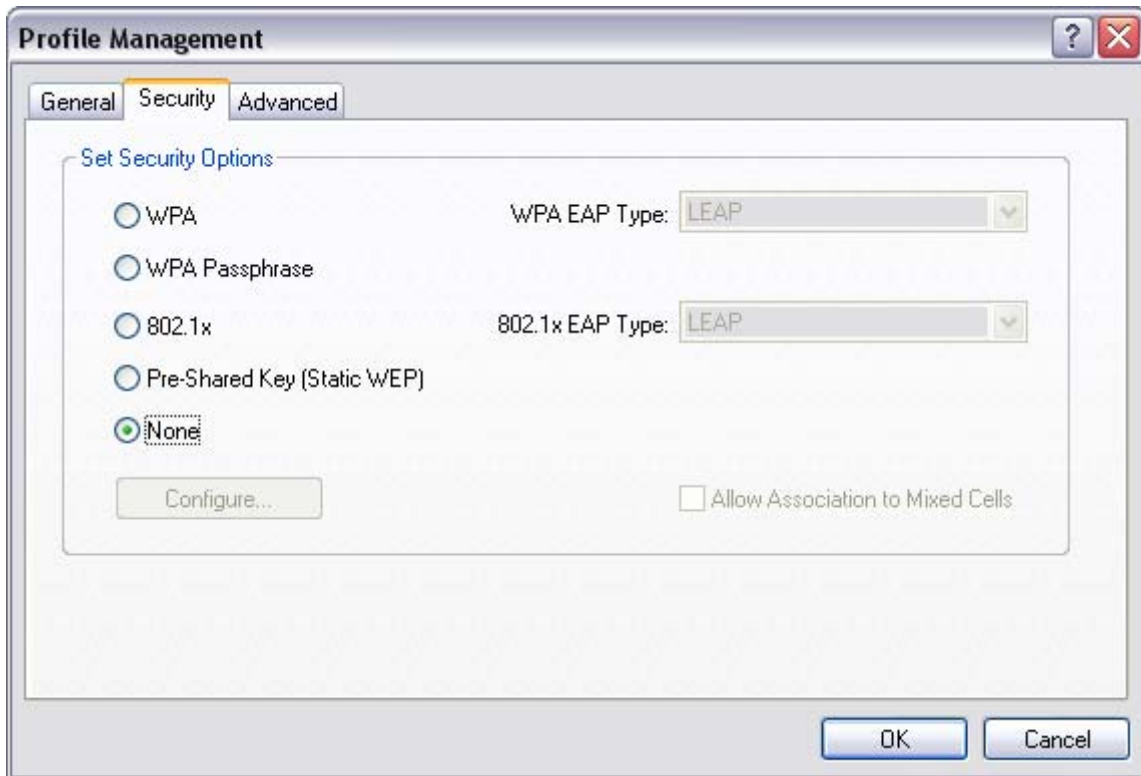 Profile Management
General Security Advanced
Set Security Options
WPA WPA EAP Type: LEAP
WPA Passphrase
802.1x 802.1x EAP Type: LEAP
Pre-Shared Key (Static WEP)
None
Configure... Allow Association to Mixed Cells
OK Cancel